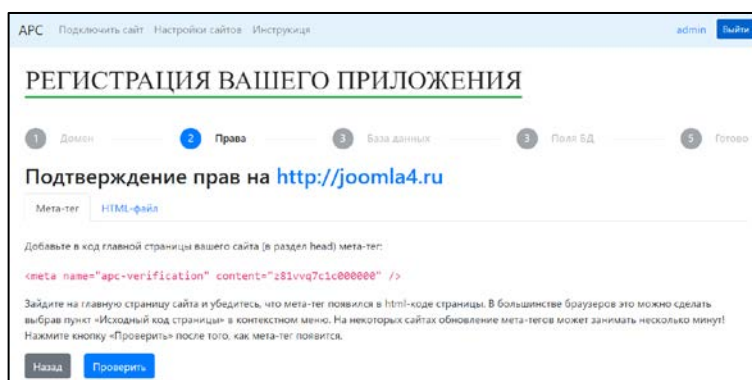 APC Подключить сайт Настройки сайтов Инструкиця admin Выйти
РЕГИСТРАЦИЯ ВАШЕГО ПРИЛОЖЕНИЯ
1 Домен 2 Права 3 База данных 3 Поля БД 5 Готово
Подтверждение прав на http://joomla4.ru
Мета-тег HTML-файл
Добавьте в код главной страницы вашего сайта (в раздел head) мета-тег:
<meta name="apc-verification" content="z81vvq7c1c000000" />
Зайдите на главную страницу сайта и убедитесь, что мета-тег появился в html-коде страницы. В большинстве браузеров это можно сделать
выбрав пункт «Исходный код страницы» в контекстном меню. На некоторых сайтах обновление мета-тегов может занимать несколько минут!
Нажмите кнопку «Проверить» после того, как мета-тег появится.
Назад Проверить